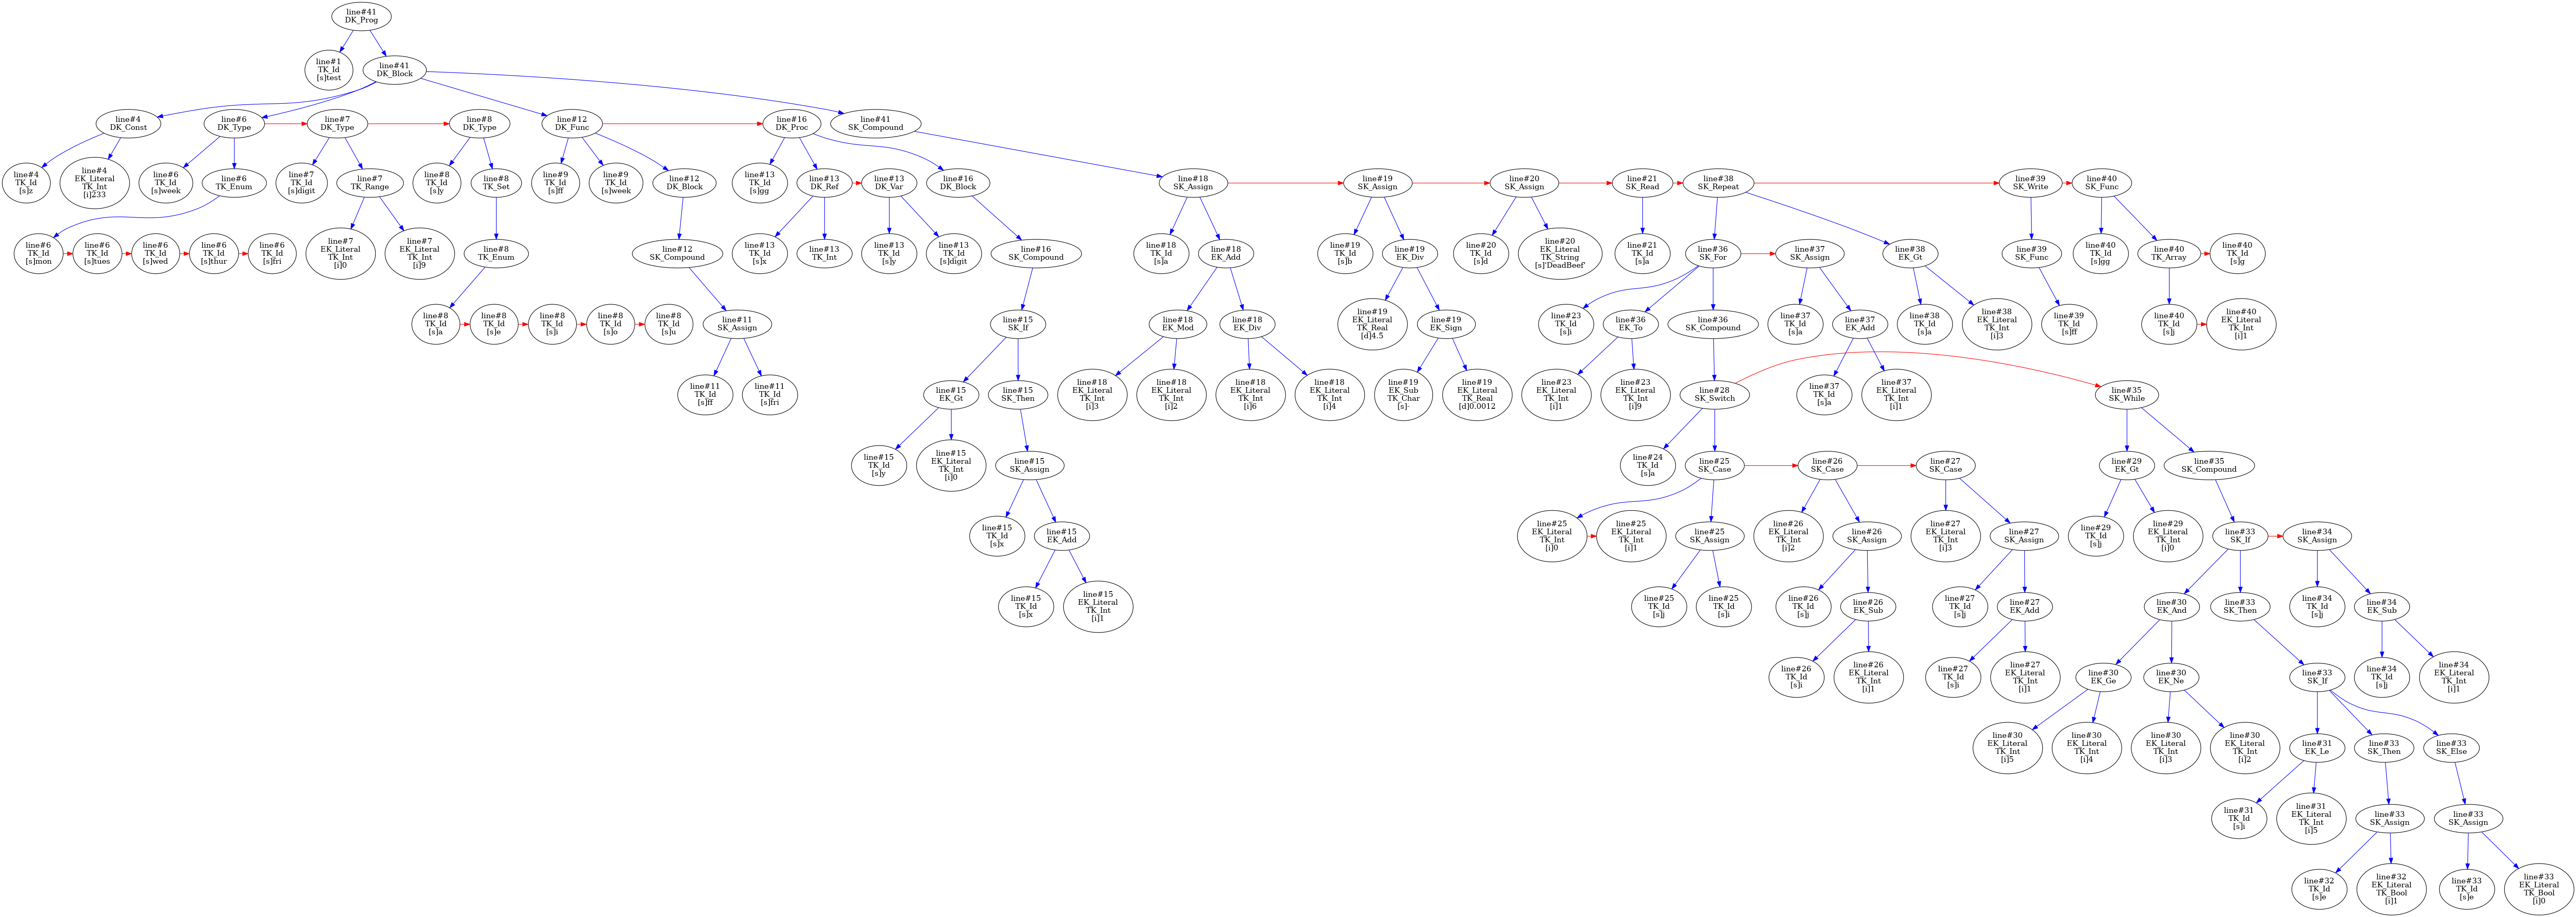 line#41
DK_Prog
line#1
TK_Id
[s]test
line#41
DK_Block
line#4
DK_Const
line#6
DK_Type
line#7
DK_Type
line#8
DK_Type
line#12
DK_Func
line#16
DK_Proc
line#41
SK_Compound
line#4
TK_Id
[s]z
line#4
EK_Literal
TK_Int
[i]233
line#6
TK_Id
[s]week
line#6
TK_Enum
line#7
TK_Id
[s]digit
line#7
TK_Range
line#8
TK_Id
[s]y
line#8
TK_Set
line#9
TK_Id
[s]ff
line#9
TK_Id
[s]week
line#12
DK_Block
line#13
TK_Id
[s]gg
line#13
DK_Ref
line#13
DK_Var
line#16
DK_Block
line#18
SK_Assign
line#19
SK_Assign
line#20
SK_Assign
line#21
SK_Read
line#38
SK_Repeat
line#39
SK_Write
line#40
SK_Func
line#6
TK_Id
[s]mon
line#6
TK_Id
[s]tues
line#6
TK_Id
[s]wed
line#6
TK_Id
[s]thur
line#6
TK_Id
[s]fri
line#7
EK_Literal
TK_Int
[i]0
line#7
EK_Literal
TK_Int
[i]9
line#8
TK_Enum
line#12
SK_Compound
line#13
TK_Id
[s]x
line#13
TK_Int
line#13
TK_Id
[s]y
line#13
TK_Id
[s]digit
line#16
SK_Compound
line#18
TK_Id
[s]a
line#18
EK_Add
line#19
TK_Id
[s]b
line#19
EK_Div
line#20
TK_Id
[s]d
line#20
EK_Literal
TK_String
[s]'DeadBeef'
line#21
TK_Id
[s]a
line#36
SK_For
line#37
SK_Assign
line#38
EK_Gt
line#39
SK_Func
line#40
TK_Id
[s]gg
line#40
TK_Array
line#40
TK_Id
[s]g
line#8
TK_Id
[s]a
line#8
TK_Id
[s]e
line#8
TK_Id
[s]i
line#8
TK_Id
[s]o
line#8
TK_Id
[s]u
line#11
SK_Assign
line#15
SK_If
line#18
EK_Mod
line#18
EK_Div
line#19
EK_Literal
TK_Real
[d]4.5
line#19
EK_Sign
line#23
TK_Id
[s]i
line#36
EK_To
line#36
SK_Compound
line#37
TK_Id
[s]a
line#37
EK_Add
line#38
TK_Id
[s]a
line#38
EK_Literal
TK_Int
[i]3
line#39
TK_Id
[s]ff
line#40
TK_Id
[s]j
line#40
EK_Literal
TK_Int
[i]1
line#11
TK_Id
[s]ff
line#11
TK_Id
[s]fri
line#15
EK_Gt
line#15
SK_Then
line#18
EK_Literal
TK_Int
[i]3
line#18
EK_Literal
TK_Int
[i]2
line#18
EK_Literal
TK_Int
[i]6
line#18
EK_Literal
TK_Int
[i]4
line#19
EK_Sub
TK_Char
[s]-
line#19
EK_Literal
TK_Real
[d]0.0012
line#23
EK_Literal
TK_Int
[i]1
line#23
EK_Literal
TK_Int
[i]9
line#28
SK_Switch
line#37
TK_Id
[s]a
line#37
EK_Literal
TK_Int
[i]1
line#35
SK_While
line#15
TK_Id
[s]y
line#15
EK_Literal
TK_Int
[i]0
line#15
SK_Assign
line#24
TK_Id
[s]a
line#25
SK_Case
line#26
SK_Case
line#27
SK_Case
line#29
EK_Gt
line#35
SK_Compound
line#15
TK_Id
[s]x
line#15
EK_Add
line#25
EK_Literal
TK_Int
[i]0
line#25
EK_Literal
TK_Int
[i]1
line#25
SK_Assign
line#26
EK_Literal
TK_Int
[i]2
line#26
SK_Assign
line#27
EK_Literal
TK_Int
[i]3
line#27
SK_Assign
line#29
TK_Id
[s]j
line#29
EK_Literal
TK_Int
[i]0
line#33
SK_If
line#34
SK_Assign
line#15
TK_Id
[s]x
line#15
EK_Literal
TK_Int
[i]1
line#25
TK_Id
[s]j
line#25
TK_Id
[s]i
line#26
TK_Id
[s]j
line#26
EK_Sub
line#27
TK_Id
[s]j
line#27
EK_Add
line#30
EK_And
line#33
SK_Then
line#34
TK_Id
[s]j
line#34
EK_Sub
line#26
TK_Id
[s]i
line#26
EK_Literal
TK_Int
[i]1
line#27
TK_Id
[s]i
line#27
EK_Literal
TK_Int
[i]1
line#30
EK_Ge
line#30
EK_Ne
line#33
SK_If
line#34
TK_Id
[s]j
line#34
EK_Literal
TK_Int
[i]1
line#30
EK_Literal
TK_Int
[i]5
line#30
EK_Literal
TK_Int
[i]4
line#30
EK_Literal
TK_Int
[i]3
line#30
EK_Literal
TK_Int
[i]2
line#31
EK_Le
line#33
SK_Then
line#33
SK_Else
line#31
TK_Id
[s]i
line#31
EK_Literal
TK_Int
[i]5
line#33
SK_Assign
line#33
SK_Assign
line#32
TK_Id
[s]e
line#32
EK_Literal
TK_Bool
[i]1
line#33
TK_Id
[s]e
line#33
EK_Literal
TK_Bool
[i]0